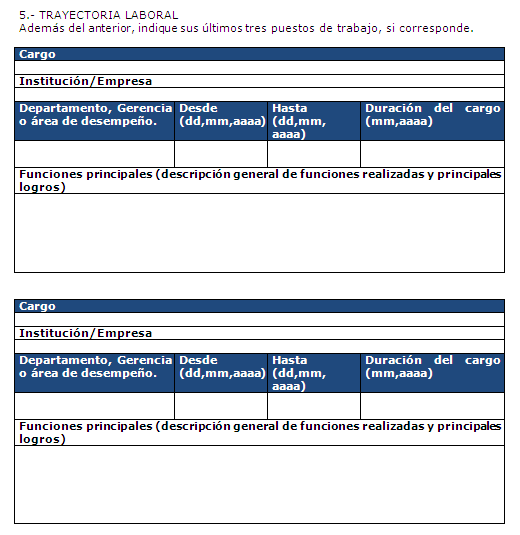 5.- TRAYECTORIA LABORAL
Además del anterior, indique sus últimos tres puestos de trabajo, si corresponde.
Cargo
Institución/Empresa
Departamento, Gerencia o área de desempeño.
Desde (dd,mm,aaaa)
Hasta (dd,mm, aaaa)
Duración del cargo (mm,aaaa)
Funciones principales (descripción general de funciones realizadas y principales
logros)
Cargo
Institución/Empresa
Departamento, Gerencia o área de desempeño.
Desde (dd,mm,aaaa)
Hasta (dd,mm, aaaa)
Duración del cargo (mm,aaaa)
Funciones principales (descripción general de funciones realizadas y principales
logros)